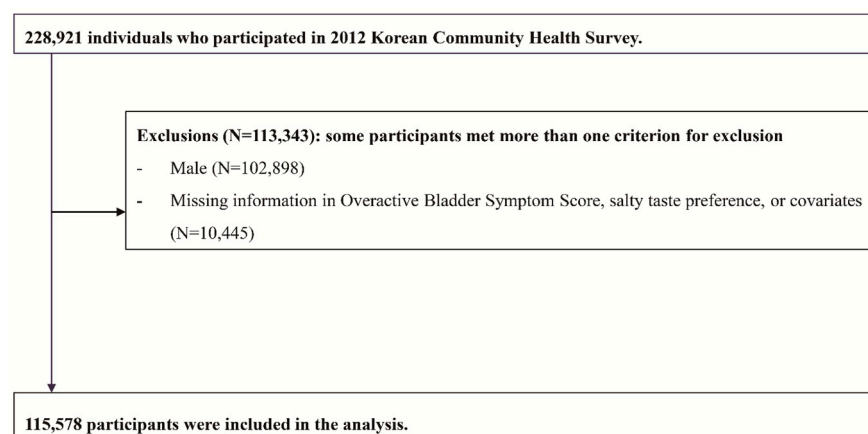 228,921 individuals who participated in 2012 Korean Community Health Survey.
Exclusions (N=113,343): some participants met more than one criterion for exclusion
- Male (N=102,898)
- Missing information in Overactive Bladder Symptom Score, salty taste preference, or covariates
(N=10,445)
115,578 participants were included in the analysis.